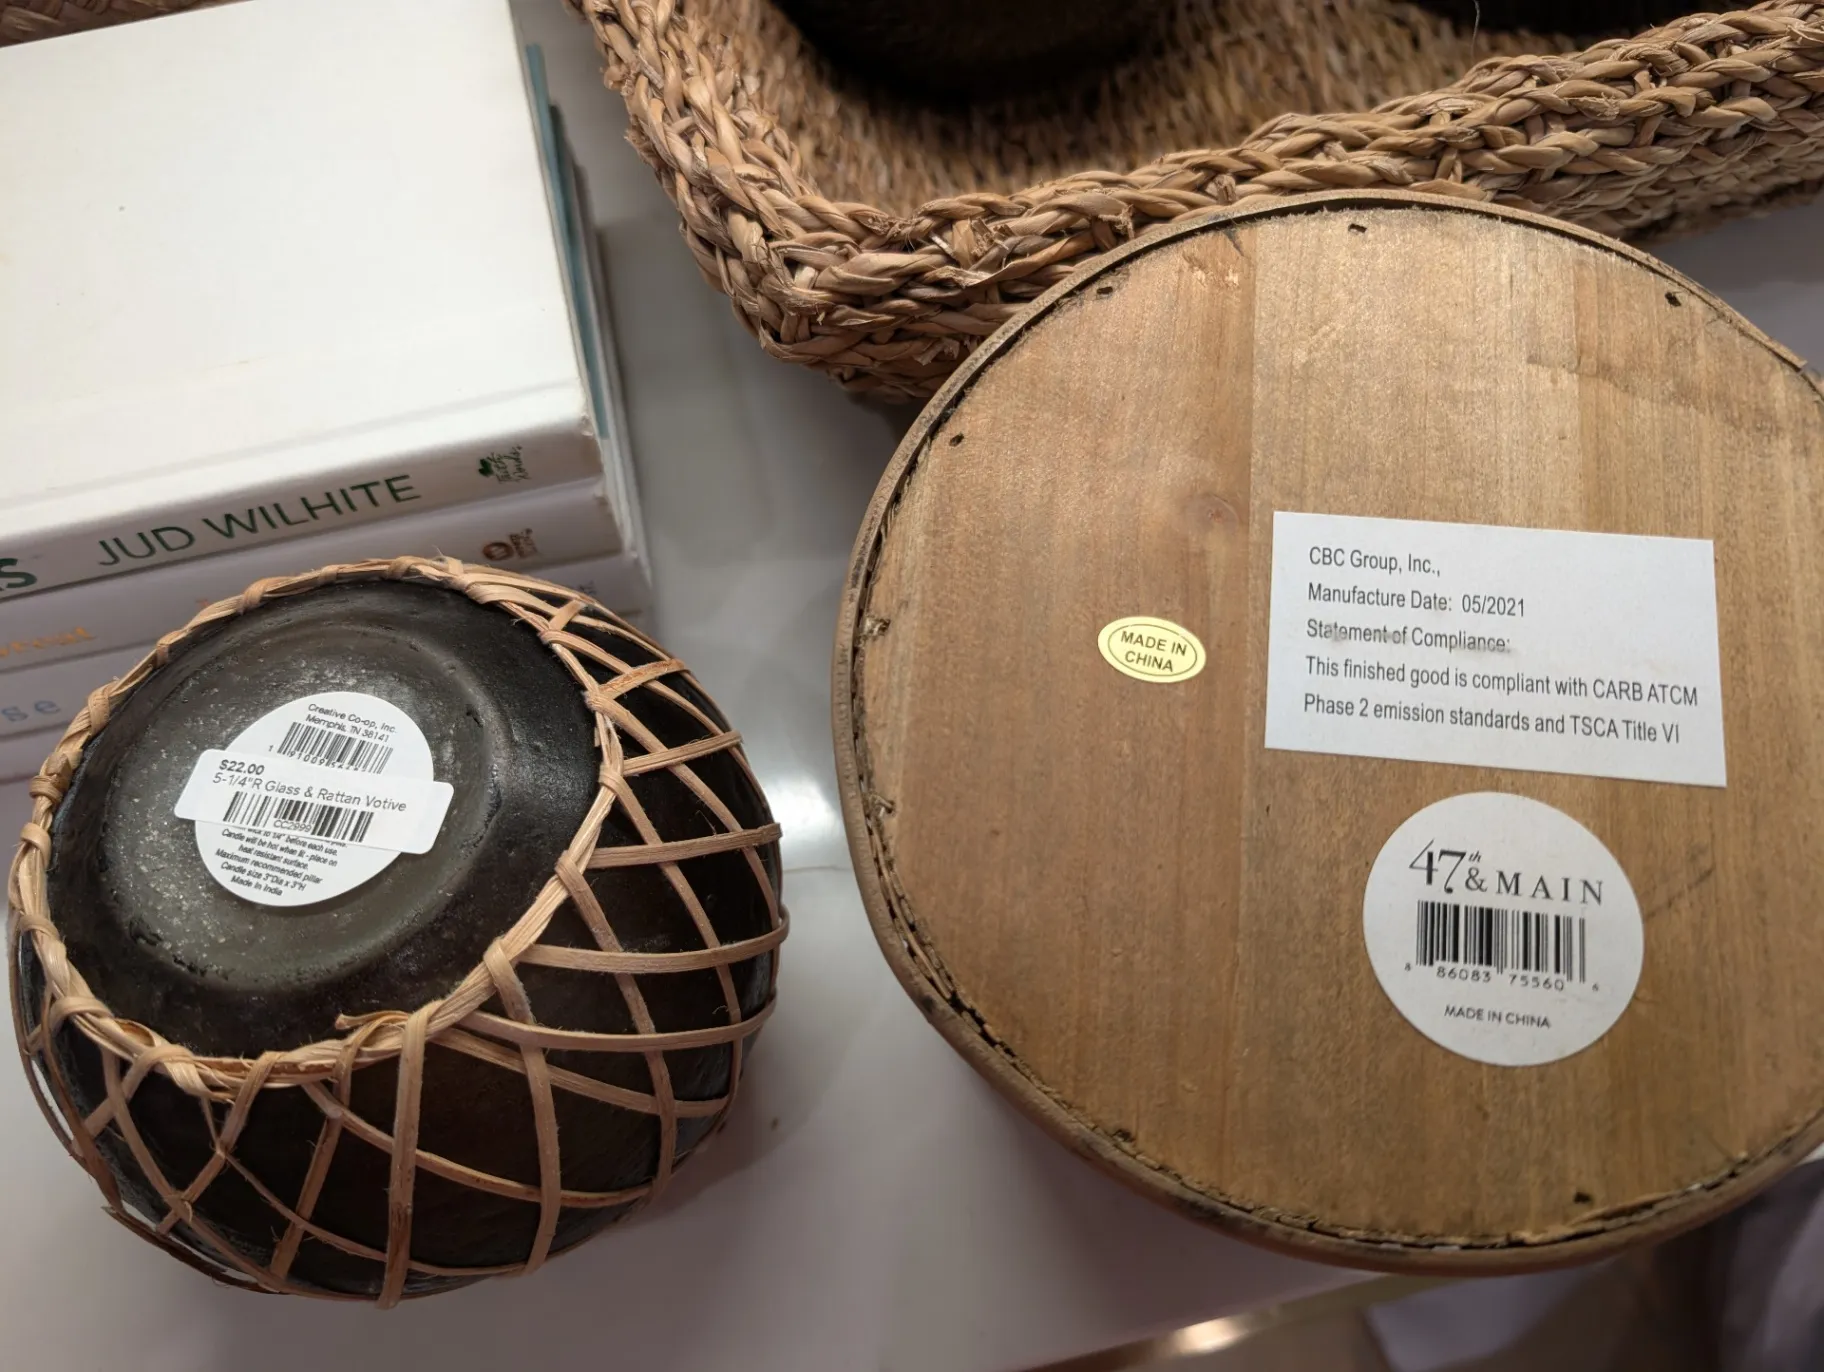 JUD WILHITE
Creative Co-op, Inc.
Memphis, TN 38141
$22.00
5-1/4"R Glass & Rattan Votive
CC2999
Candle will be hot when lit - place on
heat resistant surface.
Maximum recommended pillar
Candle size 3"Dia x 3"H
Made in India
MADE IN
CHINA
CBC Group, Inc.,
Manufacture Date: 05/2021
Statement of Compliance:
This finished good is compliant with CARB ATCM
Phase 2 emission standards and TSCA Title VI
47th & MAIN
8 86083 75560 6
MADE IN CHINA